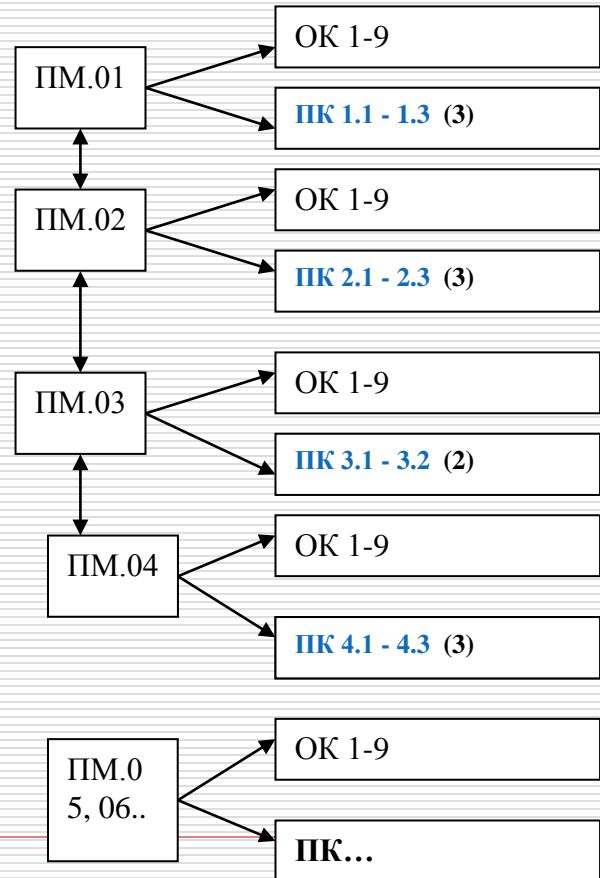 ОК 1-9
ПМ.01
ПК 1.1 - 1.3 (3)
ОК 1-9
ПМ.02
ПК 2.1 - 2.3 (3)
ОК 1-9
ПМ.03
ПК 3.1 - 3.2 (2)
ОК 1-9
ПМ.04
ПК 4.1 - 4.3 (3)
ОК 1-9
ПМ.0
5, 06..
ПК...